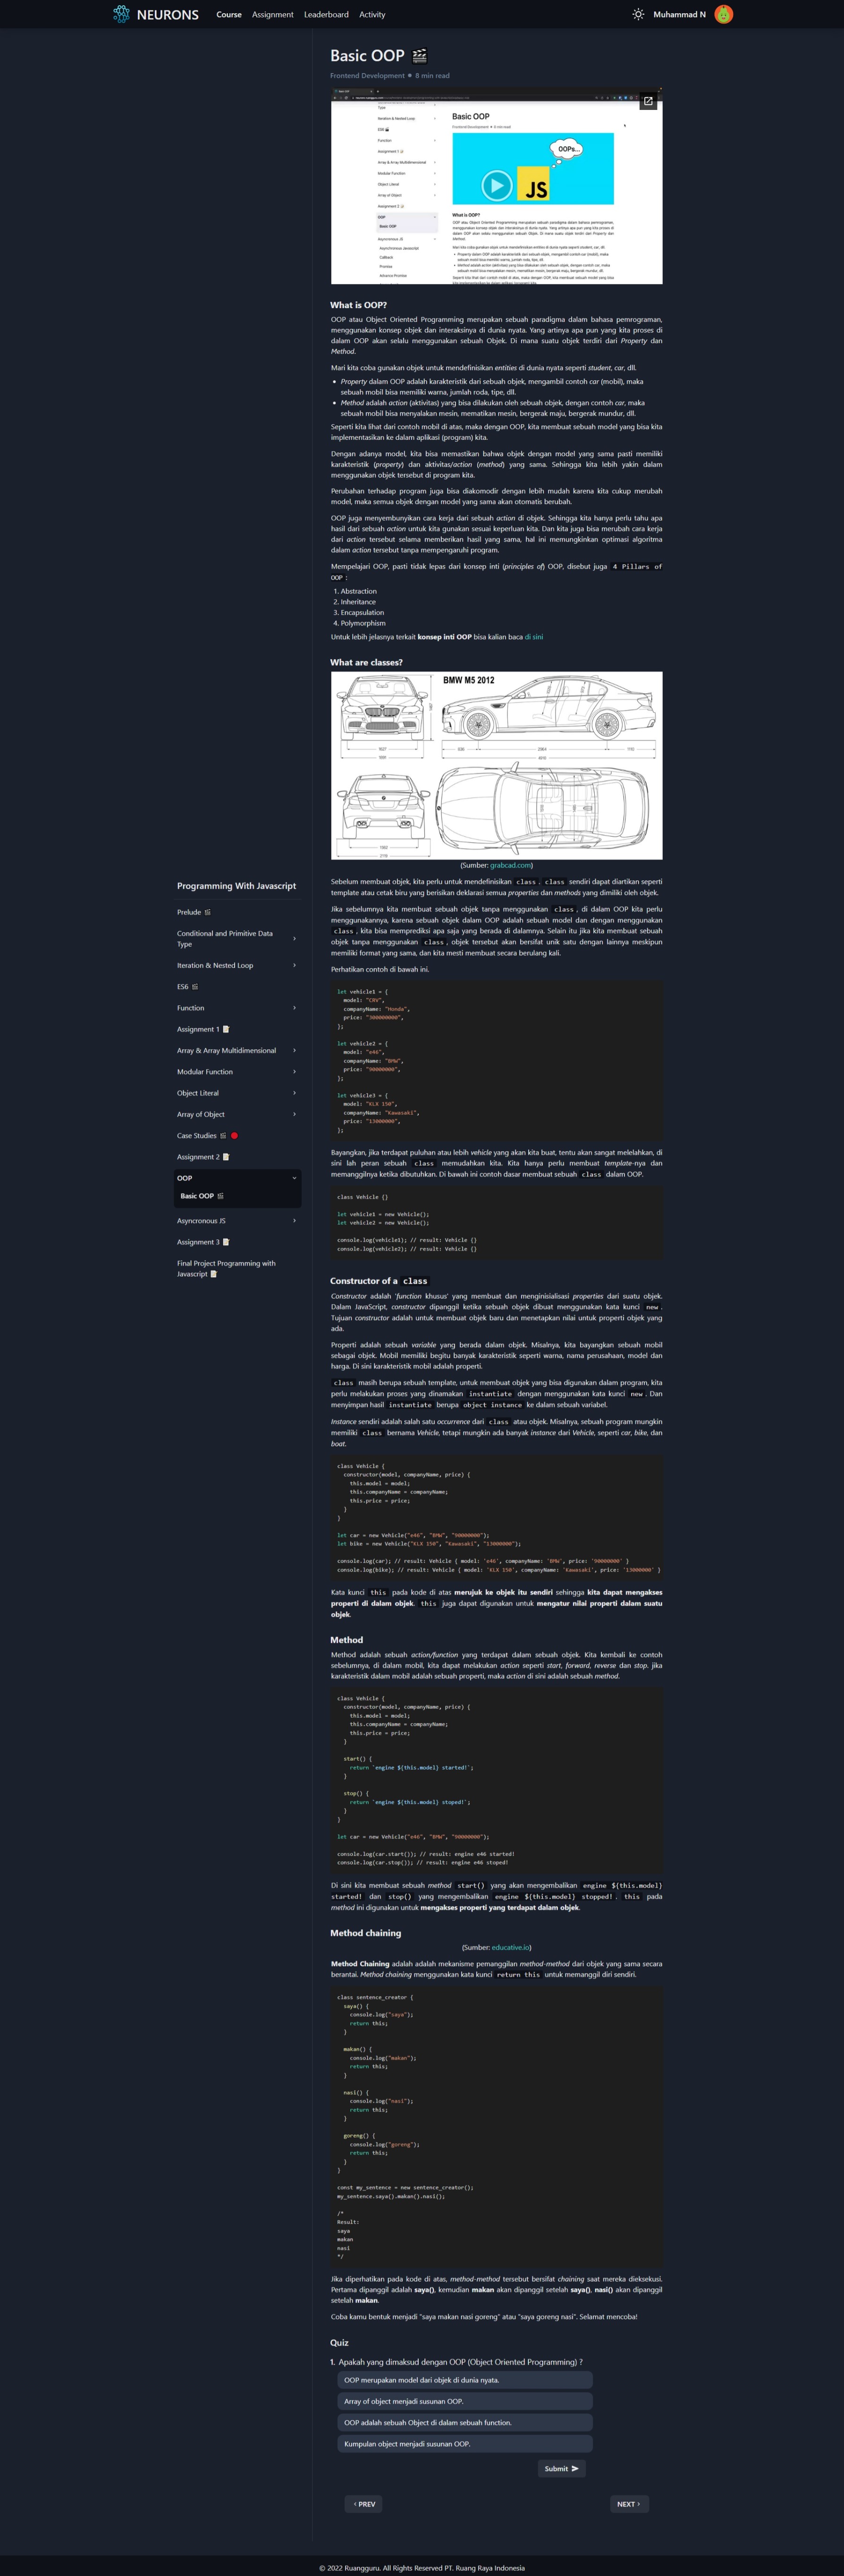 NEURONS Course Assignment Leaderboard Activity Muhammad N
Basic OOP
Frontend Development • 8 min read
Type
Iteration & Nested Loop
ES6
Function
Assignment 1
Array & Array Multidimensional
Modular Function
Object Literal
Array of Object
Assignment 2
OOP
Basic OOP
Asynchronous JS
Asynchronous Javascript
Callback
Promise
Advance Promise
Basic OOP
Frontend Development • 8 min read
OOPs...
JS
What is OOP?
What is OOP?
OOP atau Object Oriented Programming merupakan sebuah paradigma dalam bahasa pemrograman,
menggunakan konsep objek dan interaksinya di dunia nyata. Yang artinya apa pun yang kita proses di
dalam OOP akan selalu menggunakan sebuah Objek. Di mana suatu objek terdiri dari Property dan
Method.
Mari kita coba gunakan objek untuk mendefinisikan entities di dunia nyata seperti student, car, dll.
• Property dalam OOP adalah karakteristik dari sebuah objek, mengambil contoh car (mobil), maka
sebuah mobil bisa memiliki warna, jumlah roda, tipe, dll.
• Method adalah action (aktivitas) yang bisa dilakukan oleh sebuah objek, dengan contoh car, maka
sebuah mobil bisa menyalakan mesin, mematikan mesin, bergerak maju, bergerak mundur, dll.
Seperti kita lihat dari contoh mobil di atas, maka dengan OOP, kita membuat sebuah model yang bisa kita
implementasikan ke dalam aplikasi (program) kita.
Dengan adanya model, kita bisa memastikan bahwa objek dengan model yang sama pasti memiliki
karakteristik (property) dan aktivitas/action (method) yang sama. Sehingga kita lebih yakin dalam
menggunakan objek tersebut di program kita.
Perubahan terhadap program juga bisa diakomodir dengan lebih mudah karena kita cukup merubah
model, maka semua objek dengan model yang sama akan otomatis berubah.
OOP juga menyembunyikan cara kerja dari sebuah action di objek. Sehingga kita hanya perlu tahu apa
hasil dari sebuah action untuk kita gunakan sesuai keperluan kita. Dan kita juga bisa merubah cara kerja
dari action tersebut selama memberikan hasil yang sama, hal ini memungkinkan optimasi algoritma
dalam action tersebut tanpa mempengaruhi program.
Mempelajari OOP, pasti tidak lepas dari konsep inti (principles of) OOP, disebut juga 4 Pillars of
OOP :
1. Abstraction
2. Inheritance
3. Encapsulation
4. Polymorphism
Untuk lebih jelasnya terkait konsep inti OOP bisa kalian baca di sini
What are classes?
BMW M5 2012
(Sumber: grabcad.com)
Programming With Javascript
Prelude
Conditional and Primitive Data
Type
Iteration & Nested Loop
ES6
Function
Assignment 1
Array & Array Multidimensional
Modular Function
Object Literal
Array of Object
Case Studies
Assignment 2
OOP
Basic OOP
Asyncronous JS
Assignment 3
Final Project Programming with
Javascript
Sebelum membuat objek, kita perlu untuk mendefinisikan class. class sendiri dapat diartikan seperti
template atau cetak biru yang berisikan deklarasi semua properties dan methods yang dimiliki oleh objek.
Jika sebelumnya kita membuat sebuah objek tanpa menggunakan class, di dalam OOP kita perlu
menggunakannya, karena sebuah objek dalam OOP adalah sebuah model dan dengan menggunakan
class, kita bisa memprediksi apa saja yang berada di dalamnya. Selain itu jika kita membuat sebuah
objek tanpa menggunakan class, objek tersebut akan bersifat unik satu dengan lainnya meskipun
memiliki format yang sama, dan kita mesti membuat secara berulang kali.
Perhatikan contoh di bawah ini.
let vehicle1 = {
model: "CRV",
companyName: "Honda",
price: "300000000",
};
let vehicle2 = {
model: "e46",
companyName: "BMW",
price: "90000000",
};
let vehicle3 = {
model: "KLX 150",
companyName: "Kawasaki",
price: "13000000",
};
Bayangkan, jika terdapat puluhan atau lebih vehicle yang akan kita buat, tentu akan sangat melelahkan, di
sini lah peran sebuah class memudahkan kita. Kita hanya perlu membuat template-nya dan
memanggilnya ketika dibutuhkan. Di bawah ini contoh dasar membuat sebuah class dalam OOP.
class Vehicle {}
let vehicle1 = new Vehicle();
let vehicle2 = new Vehicle();
console.log(vehicle1); // result: Vehicle {}
console.log(vehicle2); // result: Vehicle {}
Constructor of a class
Constructor adalah 'function khusus' yang membuat dan menginisialisasi properties dari suatu objek.
Dalam JavaScript, constructor dipanggil ketika sebuah objek dibuat menggunakan kata kunci new.
Tujuan constructor adalah untuk membuat objek baru dan menetapkan nilai untuk properti objek yang
ada.
Properti adalah sebuah variable yang berada dalam objek. Misalnya, kita bayangkan sebuah mobil
sebagai objek. Mobil memiliki begitu banyak karakteristik seperti warna, nama perusahaan, model dan
harga. Di sini karakteristik mobil adalah properti.
class masih berupa sebuah template, untuk membuat objek yang bisa digunakan dalam program, kita
perlu melakukan proses yang dinamakan instantiate dengan menggunakan kata kunci new. Dan
menyimpan hasil instantiate berupa object instance ke dalam sebuah variabel.
Instance sendiri adalah salah satu occurrence dari class atau objek. Misalnya, sebuah program mungkin
memiliki class bernama Vehicle, tetapi mungkin ada banyak instance dari Vehicle, seperti car, bike, dan
boat.
class Vehicle {
constructor(model, companyName, price) {
this.model = model;
this.companyName = companyName;
this.price = price;
}
}
let car = new Vehicle("e46", "BMW", "90000000");
let bike = new Vehicle("KLX 150", "Kawasaki", "13000000");
console.log(car); // result: Vehicle { model: 'e46', companyName: 'BMW', price: '90000000' }
console.log(bike); // result: Vehicle { model: 'KLX 150', companyName: 'Kawasaki', price: '13000000' }
Kata kunci this pada kode di atas merujuk ke objek itu sendiri sehingga kita dapat mengakses
properti di dalam objek. this juga dapat digunakan untuk mengatur nilai properti dalam suatu
objek.
Method
Method adalah sebuah action/function yang terdapat dalam sebuah objek. Kita kembali ke contoh
sebelumnya, di dalam mobil, kita dapat melakukan action seperti start, forward, reverse dan stop. jika
karakteristik dalam mobil adalah sebuah properti, maka action di sini adalah sebuah method.
class Vehicle {
constructor(model, companyName, price) {
this.model = model;
this.companyName = companyName;
this.price = price;
}
start() {
return `engine ${this.model} started!`;
}
stop() {
return `engine ${this.model} stoped!`;
}
}
let car = new Vehicle("e46", "BMW", "90000000");
console.log(car.start()); // result: engine e46 started!
console.log(car.stop()); // result: engine e46 stoped!
Di sini kita membuat sebuah method start() yang akan mengembalikan engine ${this.model}
started! dan stop() yang mengembalikan engine ${this.model} stopped!. this pada
method ini digunakan untuk mengakses properti yang terdapat dalam objek.
Method chaining
(Sumber: educative.io)
Method Chaining adalah adalah mekanisme pemanggilan method-method dari objek yang sama secara
berantai. Method chaining menggunakan kata kunci return this untuk memanggil diri sendiri.
class sentence_creator {
saya() {
console.log("saya");
return this;
}
makan() {
console.log("makan");
return this;
}
nasi() {
console.log("nasi");
return this;
}
goreng() {
console.log("goreng");
return this;
}
}
const my_sentence = new sentence_creator();
my_sentence.saya().makan().nasi();
/*
Result:
saya
makan
nasi
*/
Jika diperhatikan pada kode di atas, method-method tersebut bersifat chaining saat mereka dieksekusi.
Pertama dipanggil adalah saya(), kemudian makan akan dipanggil setelah saya(), nasi() akan dipanggil
setelah makan.
Coba kamu bentuk menjadi "saya makan nasi goreng" atau "saya goreng nasi". Selamat mencoba!
Quiz
1. Apakah yang dimaksud dengan OOP (Object Oriented Programming) ?
OOP merupakan model dari objek di dunia nyata.
Array of object menjadi susunan OOP.
OOP adalah sebuah Object di dalam sebuah function.
Kumpulan object menjadi susunan OOP.
Submit
‹ PREV NEXT ›
© 2022 Ruangguru. All Rights Reserved PT. Ruang Raya Indonesia